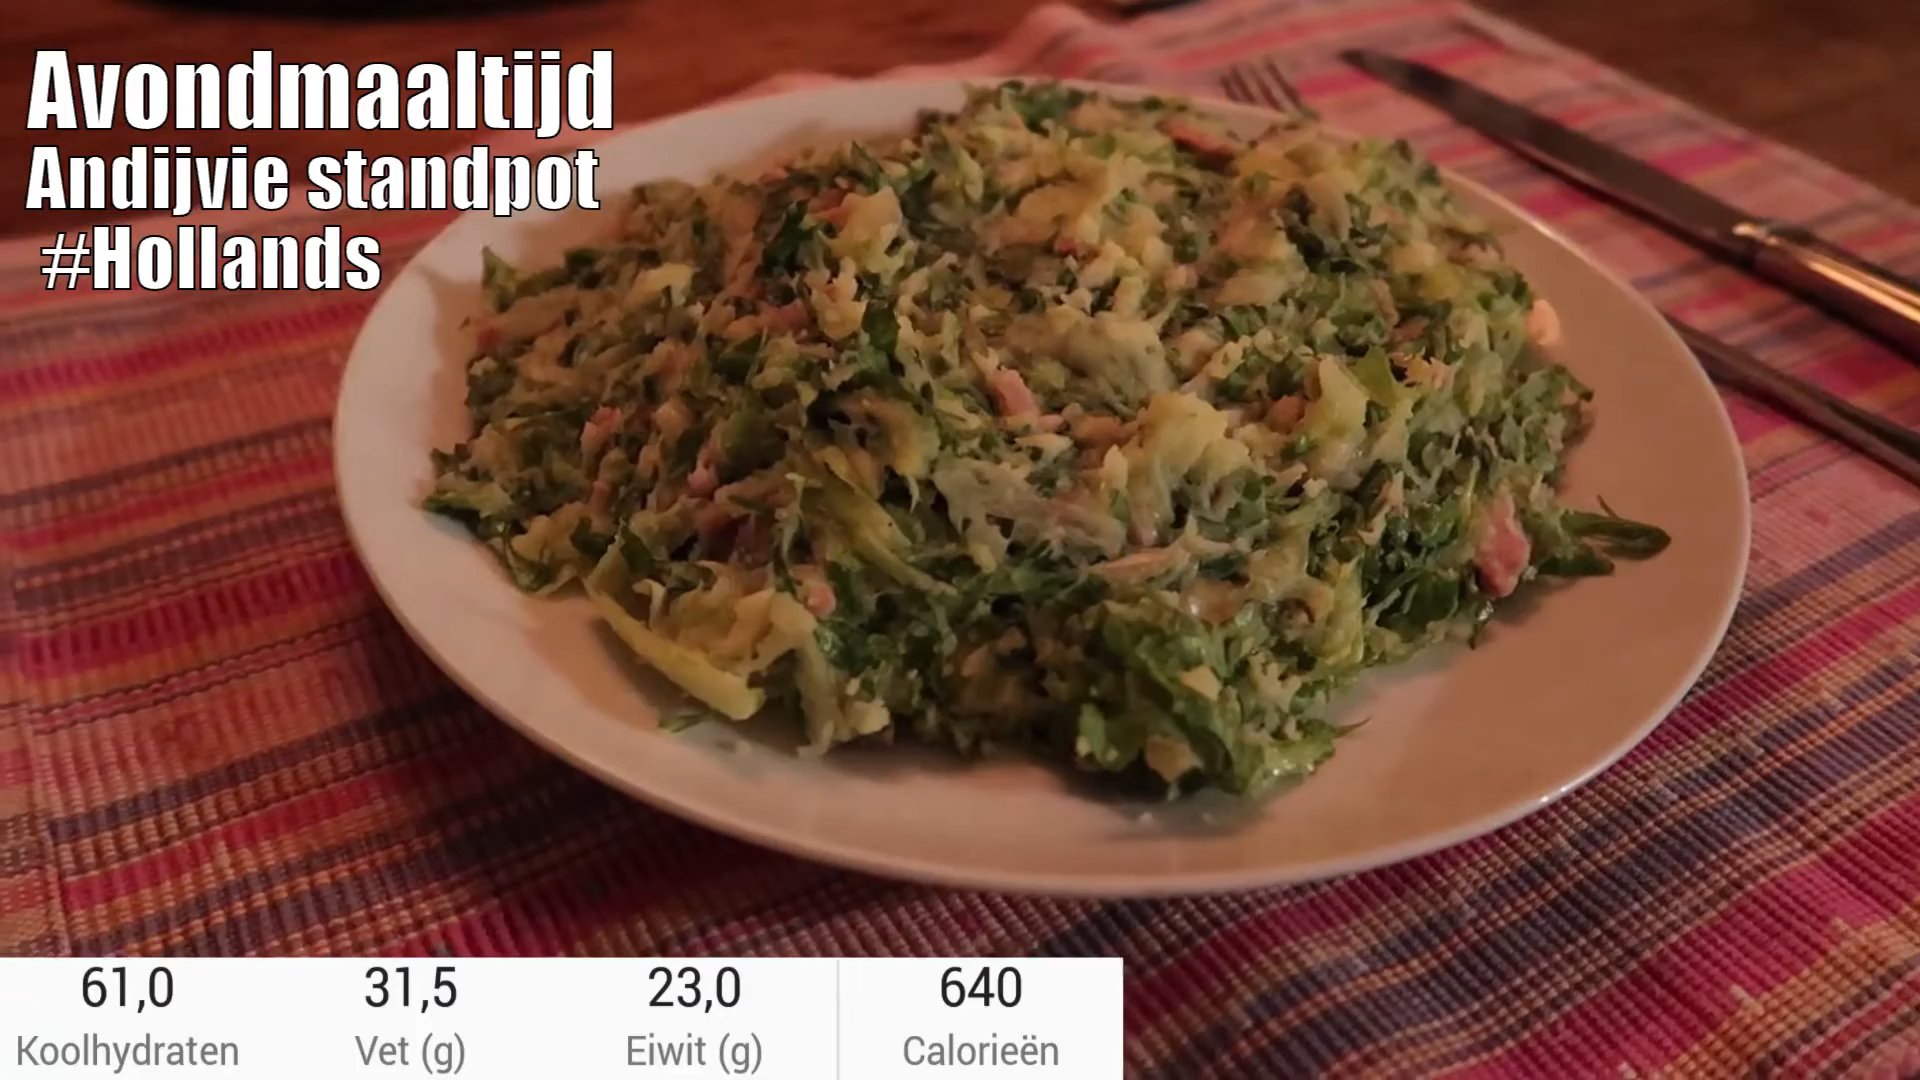 Avondmaaltijd
Andijvie standpot
#Hollands
61,0 31,5 23,0 640
Koolhydraten Vet (g) Eiwit (g) Calorieën